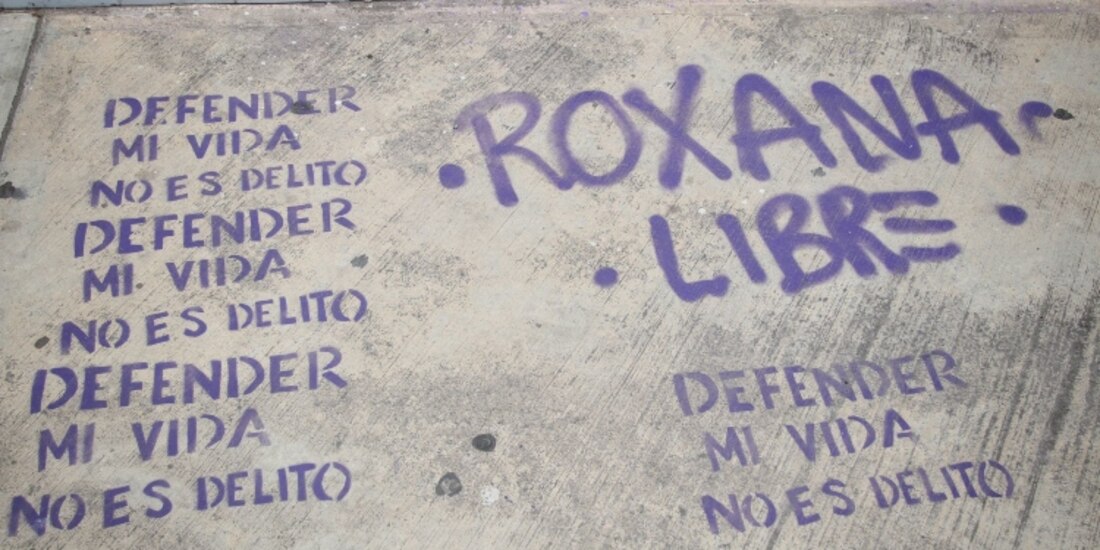 DEFENDER
MI VIDA
NO ES DELITO
DEFENDER
MI VIDA
NO ES DELITO
DEFENDER
MI VIDA
NO ES DELITO
ROXANA
LIBRE
DEFENDER
MI VIDA
NO ES DELITO